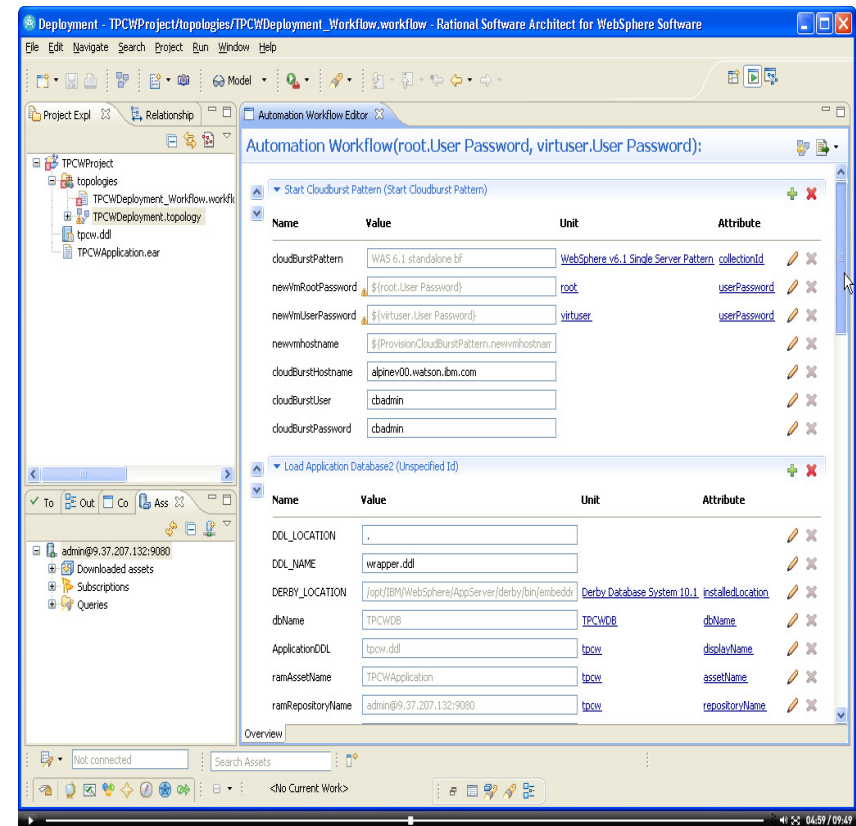 Deployment - TPCWProject/topologies/TPCWDeployment_Workflow.workflow - Rational Software Architect for WebSphere Software
File Edit Navigate Search Project Run Window Help
Model
Project Expl Relationship
Automation Workflow Editor
Automation Workflow(root.User Password, virtuser.User Password):
TPCWProject
topologies
TPCWDeployment_Workflow.workfl
TPCWDeployment.topology
tpcw.ddl
TPCWApplication.ear
Start Cloudburst Pattern (Start Cloudburst Pattern)
Name Value Unit Attribute
cloudBurstPattern WAS 6.1 standalone bf WebSphere v6.1 Single Server Pattern collectionId
newVmRootPassword ${root.User Password} root userPassword
newVmUserPassword ${virtuser.User Password} virtuser userPassword
newvmhostname ${ProvisionCloudBurstPattern.newvmhostnam
cloudBurstHostname alpinev00.watson.ibm.com
cloudBurstUser cbadmin
cloudBurstPassword cbadmin
Load Application Database2 (Unspecified Id)
Name Value Unit Attribute
DDL_LOCATION .
DDL_NAME wrapper.ddl
DERBY_LOCATION /opt/IBM/WebSphere/AppServer/derby/bin/embedde Derby Database System 10.1 installedLocation
dbName TPCWDB TPCWDB dbName
ApplicationDDL tpcw.ddl tpcw displayName
ramAssetName TPCWApplication tpcw assetName
ramRepositoryName admin@9.37.207.132:9080 tpcw repositoryName
Overview
To Out Co Ass
admin@9.37.207.132:9080
Downloaded assets
Subscriptions
Queries
Not connected Search Assets
<No Current Work>
04:59 / 09:49